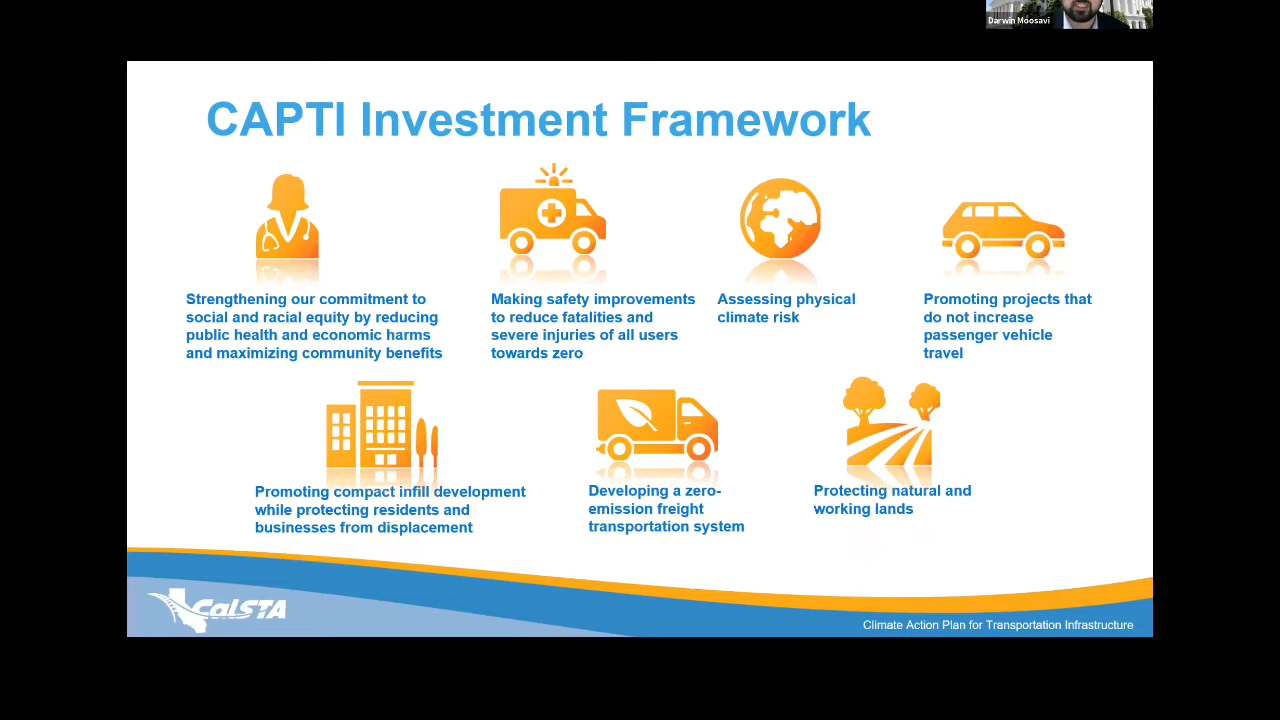 Darwin Moosavi
CAPTI Investment Framework
Strengthening our commitment to
social and racial equity by reducing
public health and economic harms
and maximizing community benefits
Making safety improvements
to reduce fatalities and
severe injuries of all users
towards zero
Assessing physical
climate risk
Promoting projects that
do not increase
passenger vehicle
travel
Promoting compact infill development
while protecting residents and
businesses from displacement
Developing a zero-
emission freight
transportation system
Protecting natural and
working lands
CalSTA
Climate Action Plan for Transportation Infrastructure